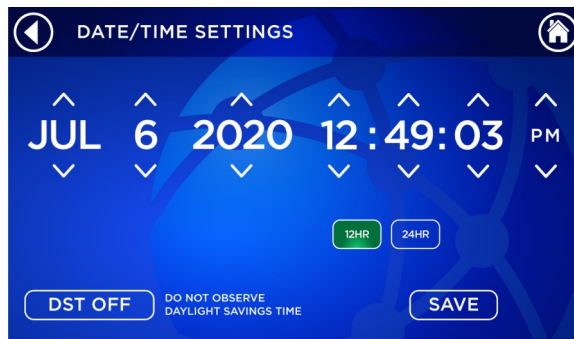 DATE/TIME SETTINGS
JUL 6 2020 12:49:03 PM
12HR 24HR
DST OFF DO NOT OBSERVE
DAYLIGHT SAVINGS TIME
SAVE